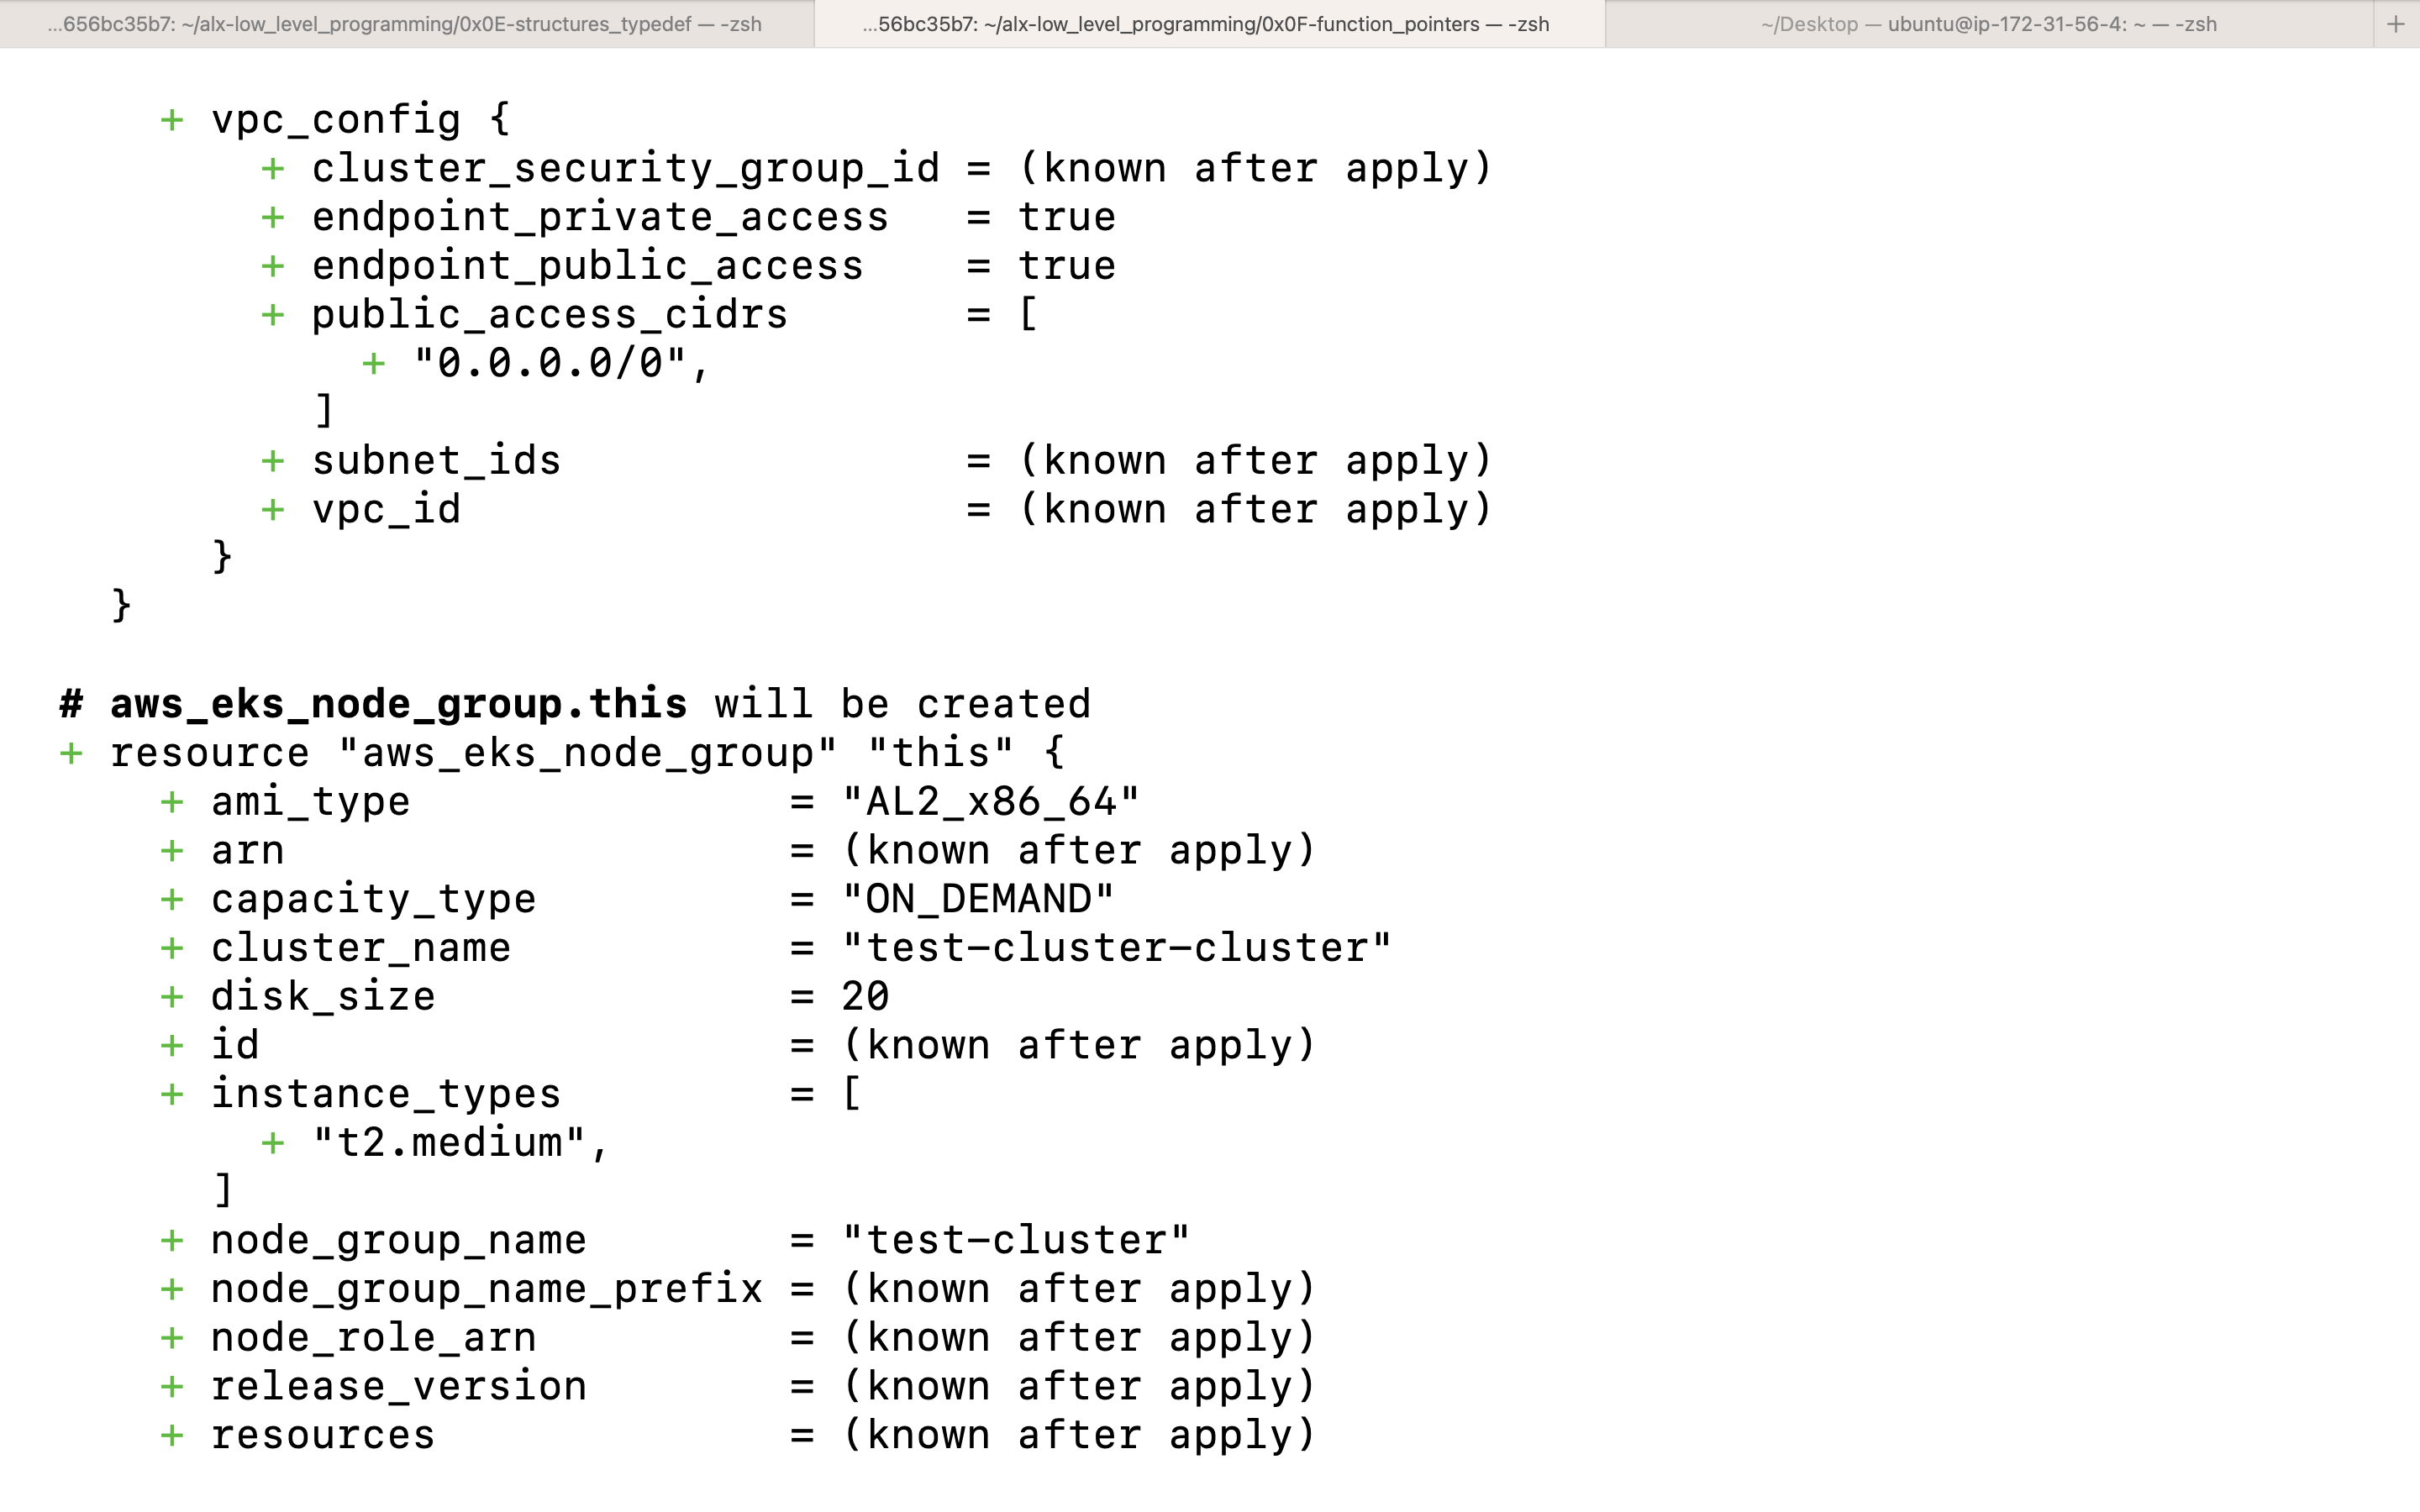 ...656bc35b7: ~/alx-low_level_programming/0x0E-structures_typedef — -zsh
...56bc35b7: ~/alx-low_level_programming/0x0F-function_pointers — -zsh
~/Desktop — ubuntu@ip-172-31-56-4: ~ — -zsh
+
+ vpc_config {
+ cluster_security_group_id = (known after apply)
+ endpoint_private_access = true
+ endpoint_public_access = true
+ public_access_cidrs = [
+ "0.0.0.0/0",
]
+ subnet_ids = (known after apply)
+ vpc_id = (known after apply)
}
}
# aws_eks_node_group.this will be created
+ resource "aws_eks_node_group" "this" {
+ ami_type = "AL2_x86_64"
+ arn = (known after apply)
+ capacity_type = "ON_DEMAND"
+ cluster_name = "test-cluster-cluster"
+ disk_size = 20
+ id = (known after apply)
+ instance_types = [
+ "t2.medium",
]
+ node_group_name = "test-cluster"
+ node_group_name_prefix = (known after apply)
+ node_role_arn = (known after apply)
+ release_version = (known after apply)
+ resources = (known after apply)